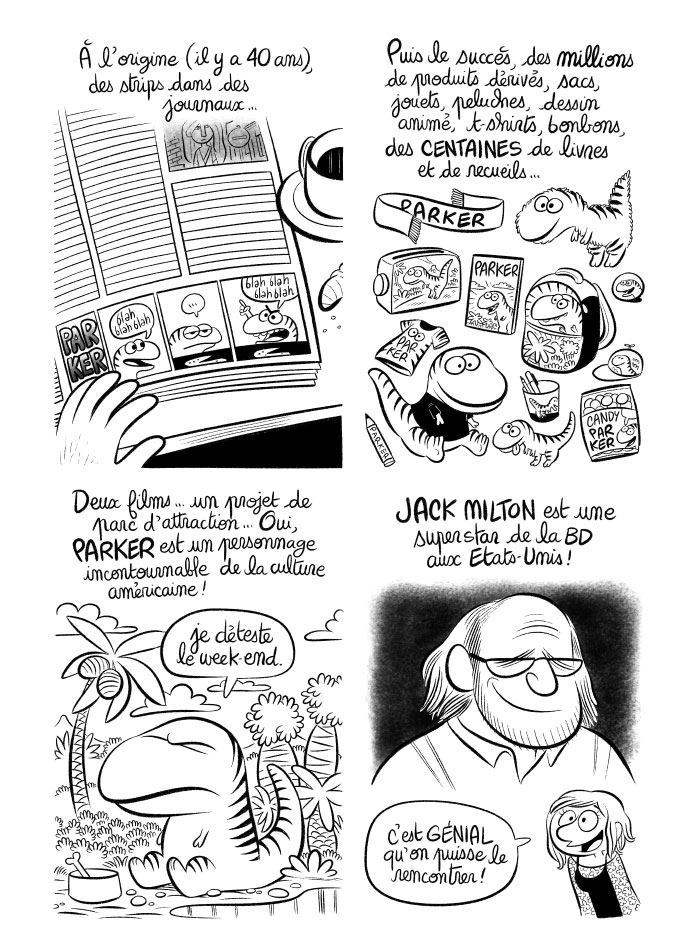 À l'origine (il y a 40 ans),
des strips dans des
journaux...
PAR
KER
blah
blah blah!
...
blah blah
blah blah!
Puis le succès, des millions
de produits dérivés, sacs,
jouets, peluches, dessin
animé, t-shirts, bonbons,
des CENTAINES de livres
et de recueils...
PARKER
PARKER
PAR
KER
PARKER
CANDY
PAR
KER
Deux films... un projet de
parc d'attraction... Oui,
PARKER est un personnage
incontournable de la culture
américaine!
je déteste
le week-end.
JACK MILTON est une
superstar de la BD
aux Etats-Unis!
c'est GÉNIAL
qu'on puisse le
rencontrer!